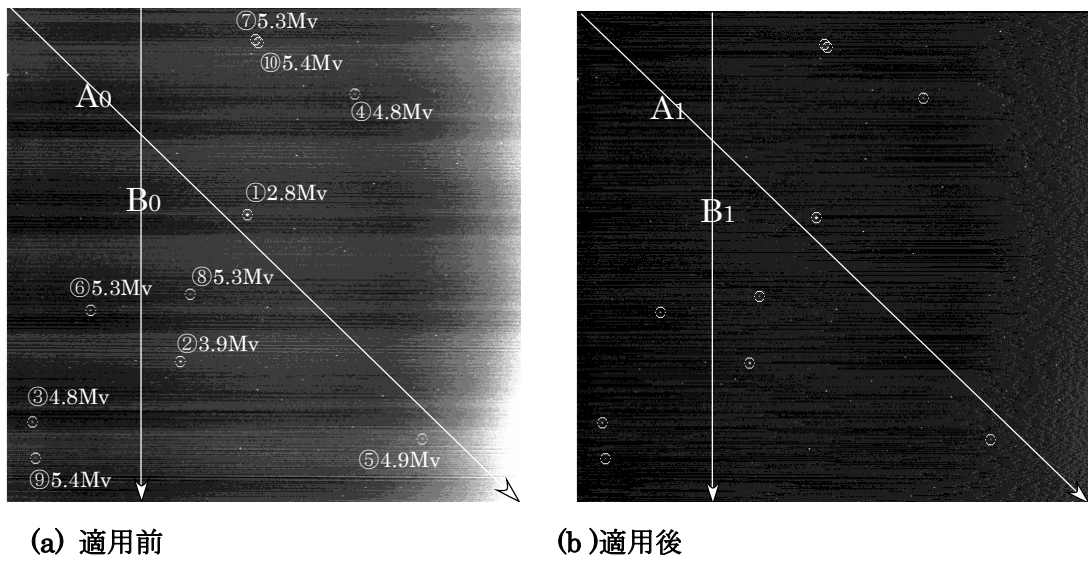 ⑦5.3Mv
⑩5.4Mv
A0
④4.8Mv
A1
①2.8Mv
B0
B1
⑧5.3Mv
⑥5.3Mv
②3.9Mv
③4.8Mv
⑤4.9Mv
⑨5.4Mv
(a) 適用前
(b )適用後